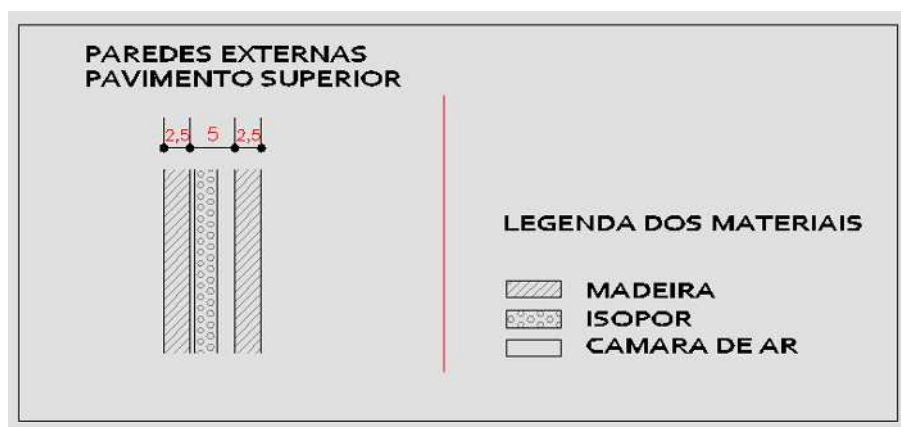 PAREDES EXTERNAS
PAVIMENTO SUPERIOR
2,5 5 2,5
LEGENDA DOS MATERIAIS
MADEIRA
ISOPOR
CAMARA DE AR